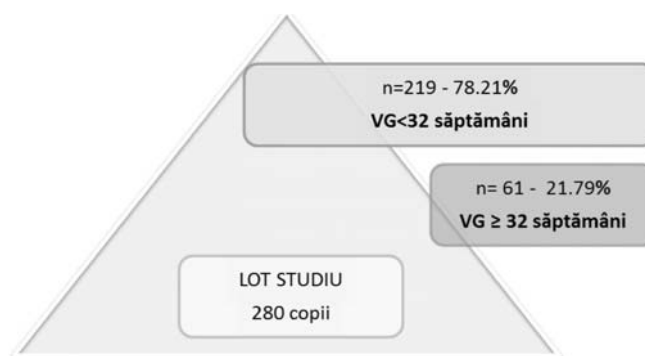 n=219 - 78.21%
VG<32 săptămâni
n= 61 - 21.79%
VG ≥ 32 săptămâni
LOT STUDIU
280 copii